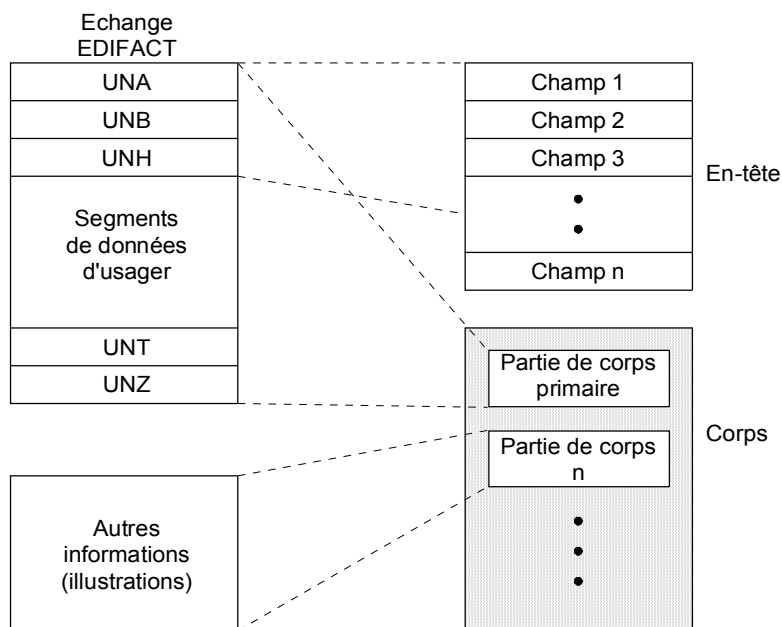 Echange
EDIFACT
UNA
UNB
UNH
Segments
de données
d'usager
UNT
UNZ
Autres
informations
(illustrations)
Champ 1
Champ 2
Champ 3
Champ n
En-tête
Partie de corps
primaire
Partie de corps
n
Corps